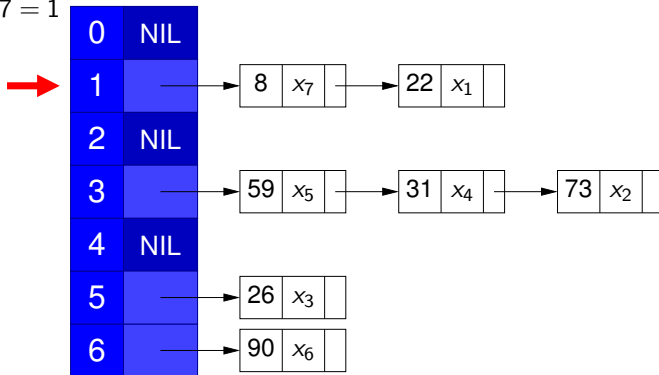 7 = 1
0 NIL
1 8 x₇ 22 x₁
2 NIL
3 59 x₅ 31 x₄ 73 x₂
4 NIL
5 26 x₃
6 90 x₆